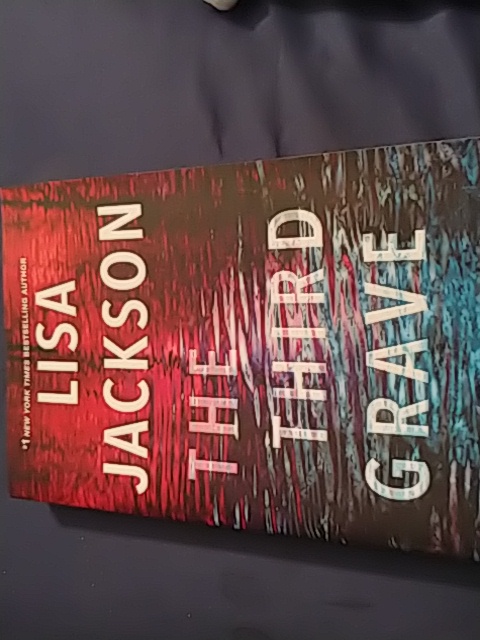 #1 NEW YORK TIMES BESTSELLING AUTHOR
LISA
JACKSON
THE
THIRD
GRAVE